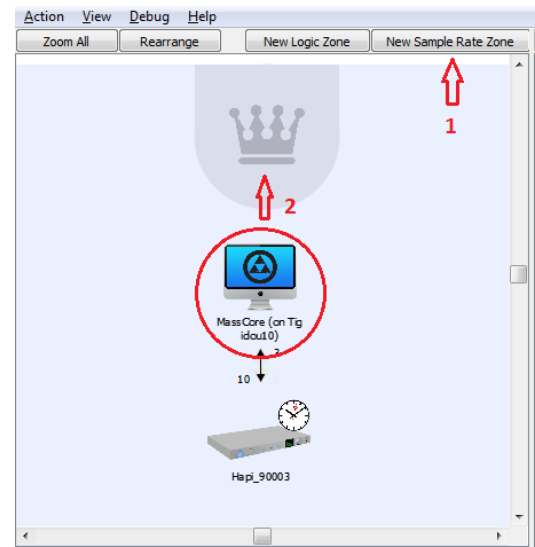 Action View Debug Help
Zoom All Rearrange New Logic Zone New Sample Rate Zone
1
2
MassCore (on Tig
idou10)
2
10
Hapi_90003